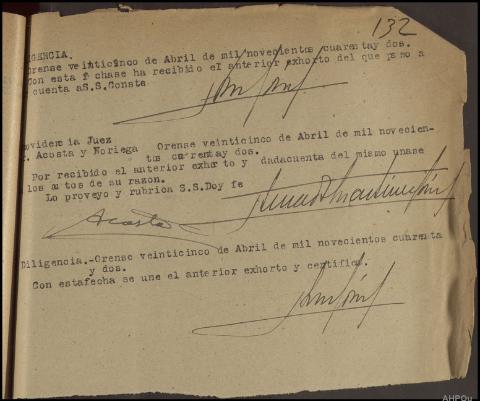 132
IGENCIA.
Orense veinticinco de Abril de mil novecientos cuarentay dos.
Con esta fechase ha recibido el anterior exhorto del que paso a
cuenta aS.S. Conste
ovidencia Juez
. Acosta y Noriega Orense veinticinco de Abril de mil novecien-
tos cuarentay dos.
Por recibido el anterior exhorto y dadacuenta del mismo unase
los autos de su razon.
Lo proveyo y rubrica S.S. Doy fe
Acosta
Diligencia.-Orense veinticinco de Abril de mil novecientos cuarenta
y dos.
Con estafecha se une el anterior exhorto y certifico.
AHPOu